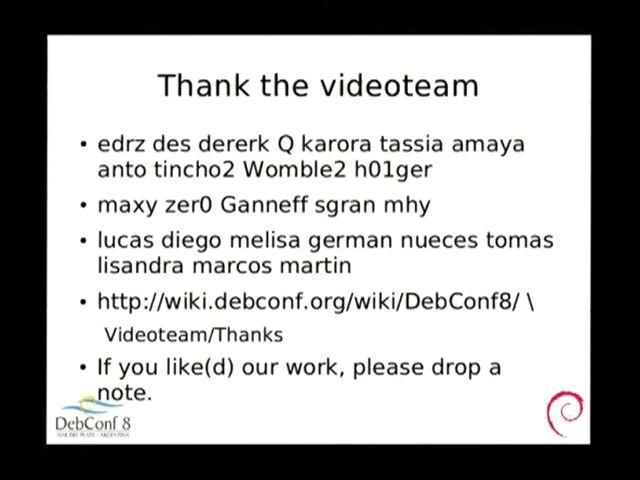 Thank the videoteam
• edrz des dererk Q karora tassia amaya
anto tincho2 Womble2 h01ger
• maxy zer0 Ganneff sgran mhy
• lucas diego melisa german nueces tomas
lisandra marcos martin
• http://wiki.debconf.org/wiki/DebConf8/ \
Videoteam/Thanks
• If you like(d) our work, please drop a
note.
DebConf 8
MAR DEL PLATA - ARGENTINA